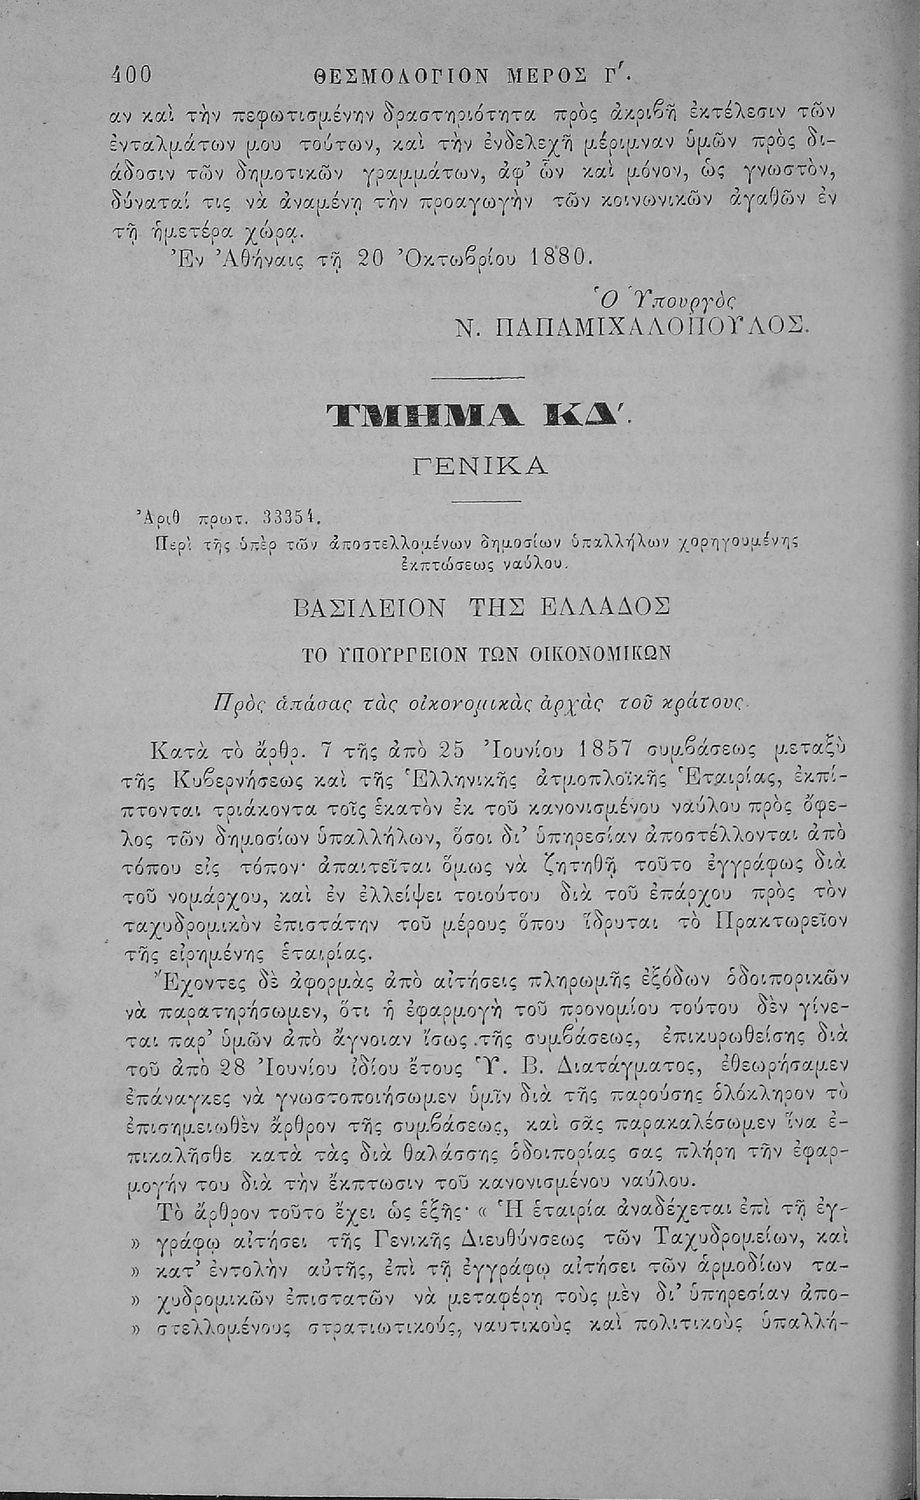 400 ΘΕΣΜΟΛΟΓΙΟΝ ΜΕΡΟΣ Γ΄.
αν καὶ τὴν πεφωτισμένην δραστηριότητα πρὸς ἀκριβῆ ἐκτέλεσιν τῶν
ἐνταλμάτων μου τούτων, καὶ τὴν ἐνδελεχῆ μέριμναν ὑμῶν πρὸς δι-
άδοσιν τῶν δημοτικῶν γραμμάτων, ἀφ’ ὧν καὶ μόνον, ὡς γνωστὸν,
δύναταί τις νὰ ἀναμένῃ τὴν προαγωγὴν τῶν κοινωνικῶν ἀγαθῶν ἐν
τῇ ἡμετέρᾳ χώρᾳ.
Ἐν Ἀθήναις τῇ 20 Ὀκτωβρίου 1880.
Ὁ Ὑπουργὸς
Ν. ΠΑΠΑΜΙΧΑΛΟΠΟΥΛΟΣ.
ΤΜΗΜΑ ΚΔ΄.
ΓΕΝΙΚΑ
Ἀριθ πρωτ. 33354.
Περὶ τῆς ὑπὲρ τῶν ἀποστελλομένων δημοσίων ὑπαλλήλων χορηγουμένης
ἐκπτώσεως ναύλου.
ΒΑΣΙΛΕΙΟΝ ΤΗΣ ΕΛΛΑΔΟΣ
ΤΟ ΥΠΟΥΡΓΕΙΟΝ ΤΩΝ ΟΙΚΟΝΟΜΙΚΩΝ
Πρὸς ἁπάσας τὰς οἰκονομικὰς ἀρχὰς τοῦ κράτους.
Κατὰ τὸ ἄρθρ. 7 τῆς ἀπὸ 25 Ἰουνίου 1857 συμβάσεως μεταξὺ
τῆς Κυβερνήσεως καὶ τῆς Ἑλληνικῆς ἀτμοπλοϊκῆς Ἑταιρίας, ἐκπί-
πτονται τριάκοντα τοῖς ἑκατὸν ἐκ τοῦ κανονισμένου ναύλου πρὸς ὄφε-
λος τῶν δημοσίων ὑπαλλήλων, ὅσοι δι’ ὑπηρεσίαν ἀποστέλλονται ἀπὸ
τόπου εἰς τόπον· ἀπαιτεῖται ὅμως νὰ ζητηθῇ τοῦτο ἐγγράφως διὰ
τοῦ νομάρχου, καὶ ἐν ἐλλείψει τοιούτου διὰ τοῦ ἐπάρχου πρὸς τὸν
ταχυδρομικὸν ἐπιστάτην τοῦ μέρους ὅπου ἵδρυται τὸ Πρακτωρεῖον
τῆς εἰρημένης ἑταιρίας.
Ἔχοντες δὲ ἀφορμὰς ἀπὸ αἰτήσεις πληρωμῆς ἐξόδων ὁδοιπορικῶν
νὰ παρατηρήσωμεν, ὅτι ἡ ἐφαρμογὴ τοῦ προνομίου τούτου δὲν γίνε-
ται παρ’ ὑμῶν ἀπὸ ἄγνοιαν ἴσως .τῆς συμβάσεως, ἐπικυρωθείσης διὰ
τοῦ ἀπὸ 28 Ἰουνίου ἰδίου ἔτους Ὑ. Β. Διατάγματος, ἐθεωρήσαμεν
ἐπάναγκες νὰ γνωστοποιήσωμεν ὑμῖν διὰ τῆς παρούσης ὁλόκληρον τὸ
ἐπισημειωθὲν ἄρθρον τῆς συμβάσεως, καὶ σᾶς παρακαλέσωμεν ἵνα ἐ-
πικαλῆσθε κατὰ τὰς διὰ θαλάσσης ὁδοιπορίας σας πλήρη τὴν ἐφαρ-
μογήν του διὰ τὴν ἔκπτωσιν τοῦ κανονισμένου ναύλου.
Τὸ ἄρθρον τοῦτο ἔχει ὡς ἑξῆς· « Ἡ ἑταιρία ἀναδέχεται ἐπὶ τῇ ἐγ-
» γράφῳ αἰτήσει τῆς Γενικῆς Διευθύνσεως τῶν Ταχυδρομείων, καὶ
» κατ’ ἐντολὴν αὐτῆς, ἐπὶ τῇ ἐγγράφῳ αἰτήσει τῶν ἁρμοδίων τα-
» χυδρομικῶν ἐπιστατῶν νὰ μεταφέρῃ τοὺς μὲν δι’ ὑπηρεσίαν ἀπο-
» στελλομένους στρατιωτικούς, ναυτικοὺς καὶ πολιτικοὺς ὑπαλλή-